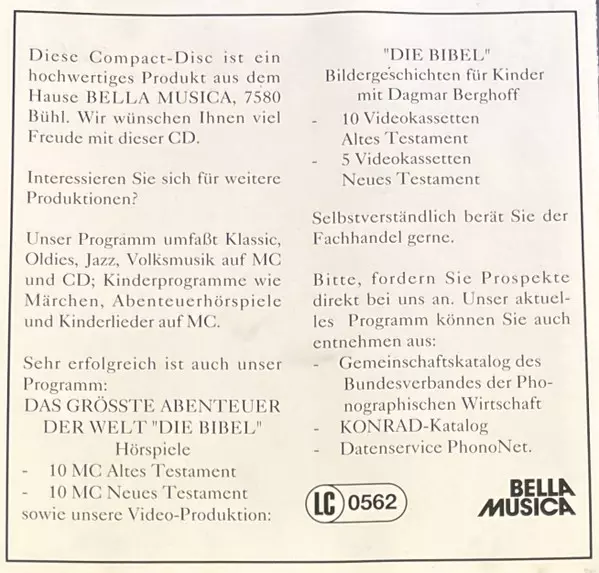 Diese Compact-Disc ist ein
hochwertiges Produkt aus dem
Hause BELLA MUSICA, 7580
Bühl. Wir wünschen Ihnen viel
Freude mit dieser CD.
Interessieren Sie sich für weitere
Produktionen?
Unser Programm umfaßt Klassic,
Oldies, Jazz, Volksmusik auf MC
und CD; Kinderprogramme wie
Märchen, Abenteuerhörspiele
und Kinderlieder auf MC.
Sehr erfolgreich ist auch unser
Programm:
DAS GRÖSSTE ABENTEUER
DER WELT "DIE BIBEL"
Hörspiele
- 10 MC Altes Testament
- 10 MC Neues Testament
sowie unsere Video-Produktion:
"DIE BIBEL"
Bildergeschichten für Kinder
mit Dagmar Berghoff
- 10 Videokassetten
Altes Testament
- 5 Videokassetten
Neues Testament
Selbstverständlich berät Sie der
Fachhandel gerne.
Bitte, fordern Sie Prospekte
direkt bei uns an. Unser aktuel-
les Programm können Sie auch
entnehmen aus:
- Gemeinschaftskatalog des
Bundesverbandes der Pho-
nographischen Wirtschaft
- KONRAD-Katalog
- Datenservice PhonoNet.
LC 0562
BELLA
MUSICA